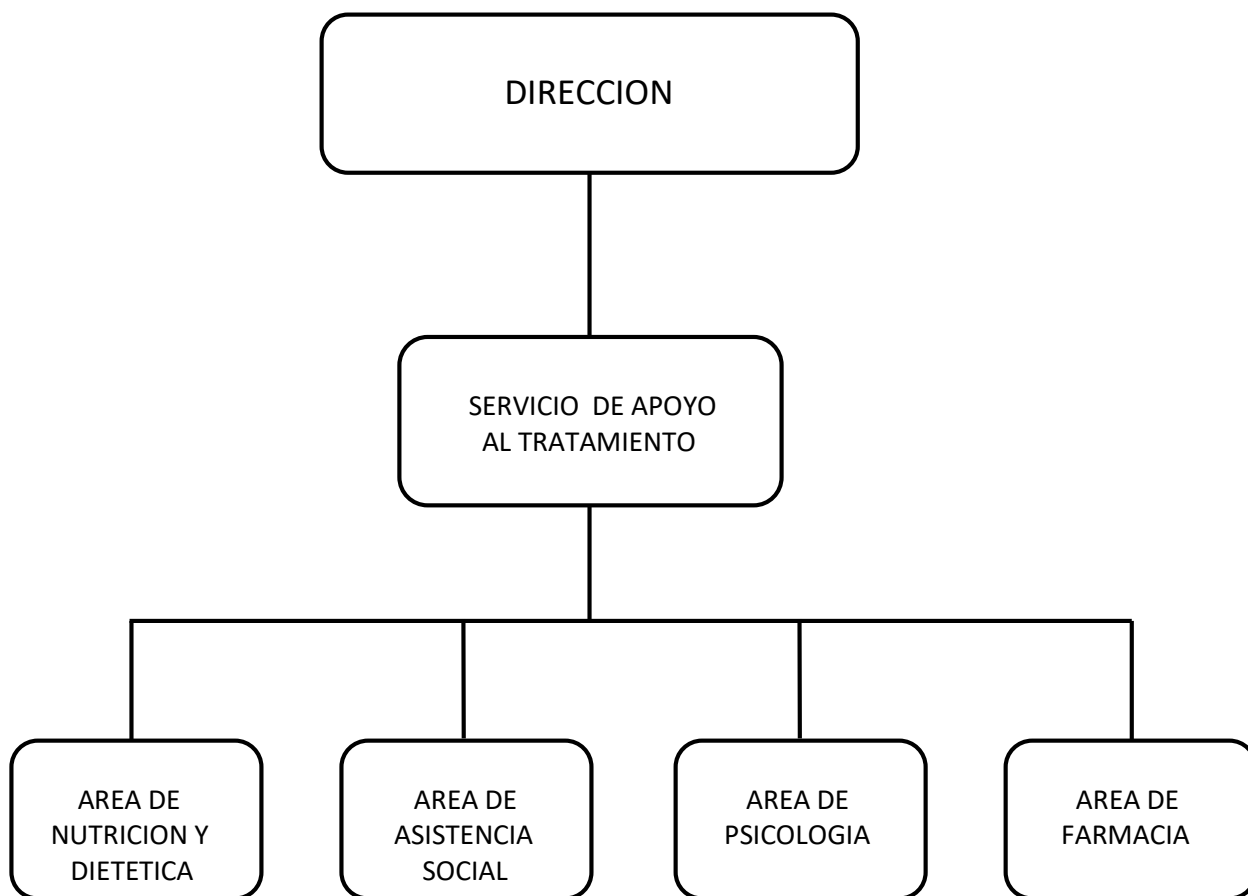 DIRECCION
SERVICIO DE APOYO
AL TRATAMIENTO
AREA DE
NUTRICION Y
DIETETICA
AREA DE
ASISTENCIA
SOCIAL
AREA DE
PSICOLOGIA
AREA DE
FARMACIA